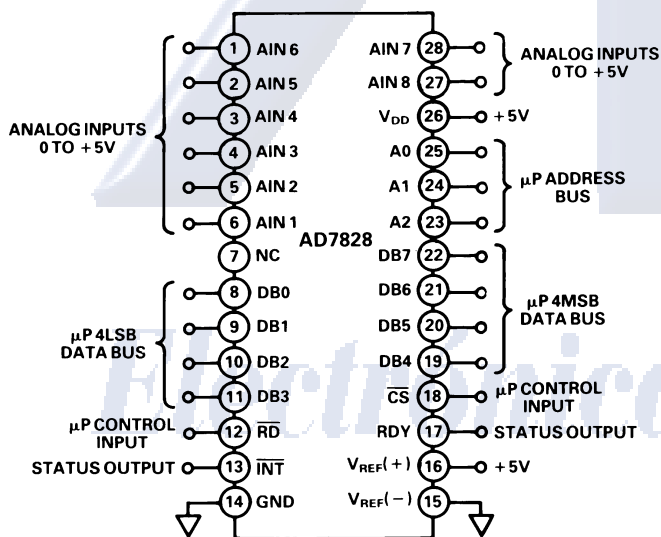 1 AIN 6
2 AIN 5
3 AIN 4
4 AIN 3
5 AIN 2
6 AIN 1
ANALOG INPUTS
0 TO +5V
7 NC
8 DB0
9 DB1
10 DB2
11 DB3
µP 4LSB
DATA BUS
µP CONTROL
INPUT
12 R̅D̅
STATUS OUTPUT
13 I̅N̅T̅
14 GND
AD7828
AIN 7 28
AIN 8 27
ANALOG INPUTS
0 TO +5V
VDD 26 +5V
A0 25
A1 24
A2 23
µP ADDRESS
BUS
DB7 22
DB6 21
DB5 20
DB4 19
µP 4MSB
DATA BUS
C̅S̅ 18
µP CONTROL
INPUT
RDY 17 STATUS OUTPUT
VREF(+) 16 +5V
VREF(−) 15
Electrónico